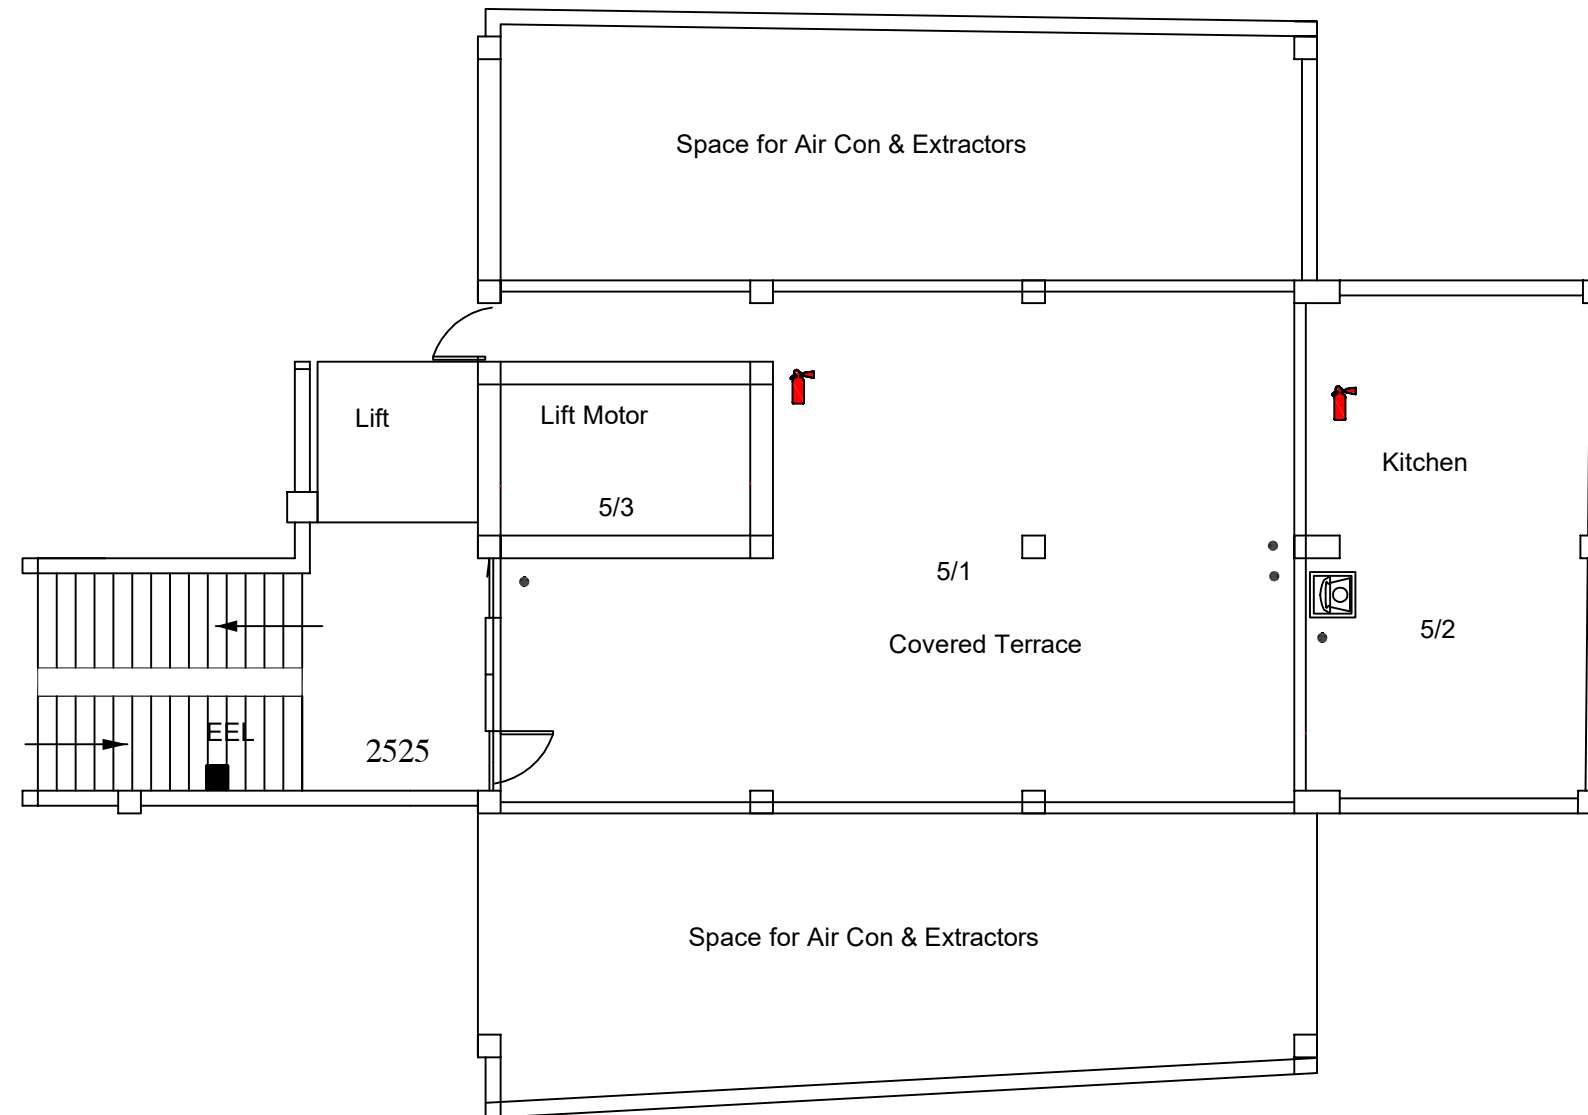 Space for Air Con & Extractors
Lift
Lift Motor
5/3
Kitchen
5/1
Covered Terrace
5/2
EEL
2525
Space for Air Con & Extractors